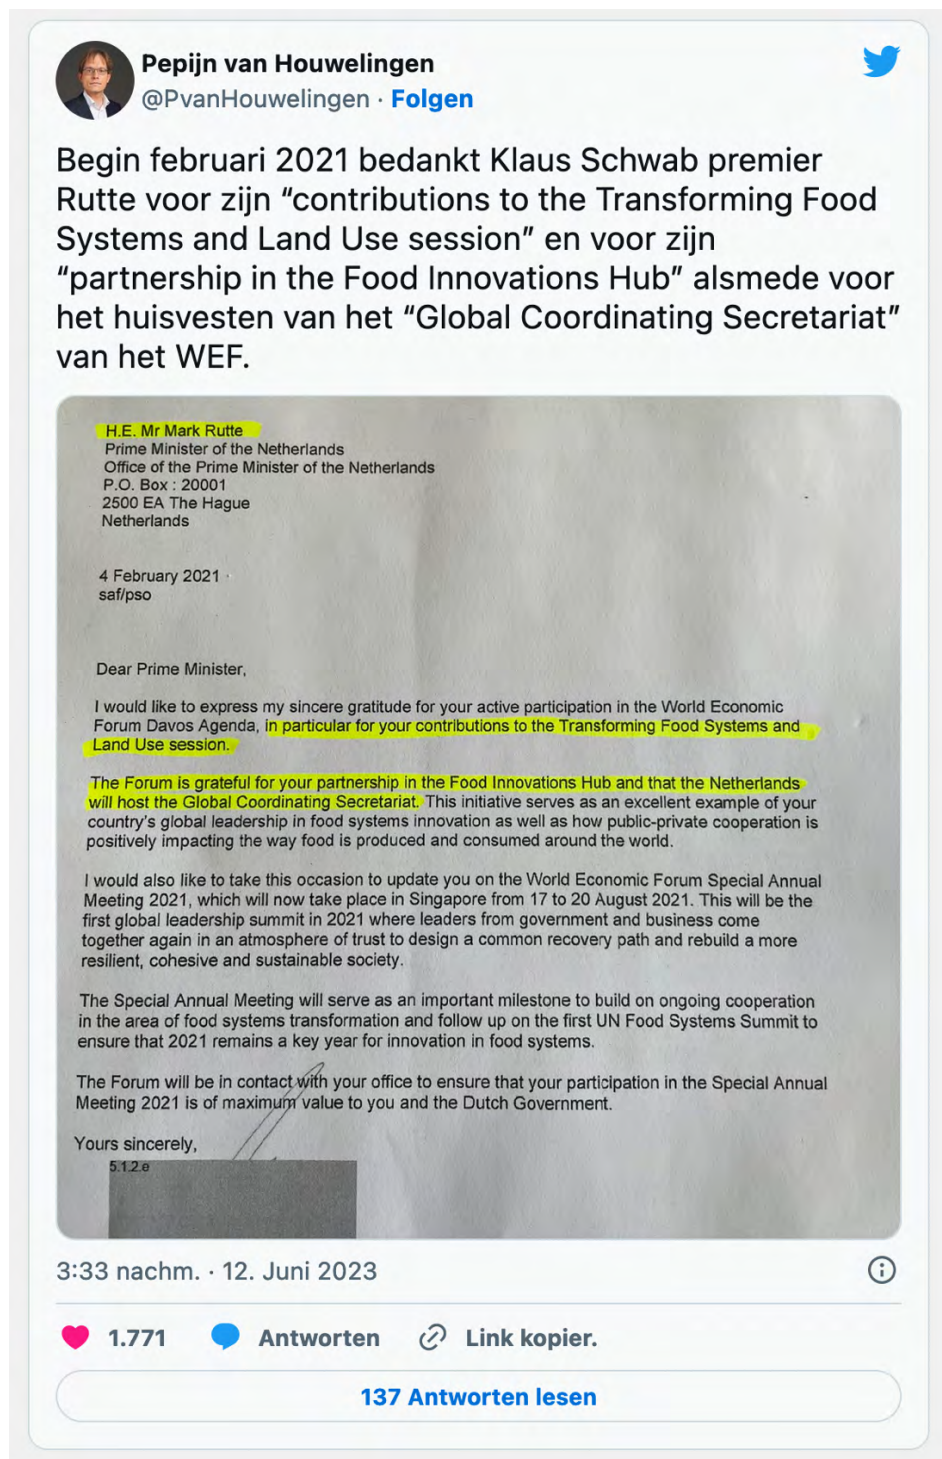 Pepijn van Houwelingen
@PvanHouwelingen · Folgen
Begin februari 2021 bedankt Klaus Schwab premier
Rutte voor zijn “contributions to the Transforming Food
Systems and Land Use session” en voor zijn
“partnership in the Food Innovations Hub” alsmede voor
het huisvesten van het “Global Coordinating Secretariat”
van het WEF.
H.E. Mr Mark Rutte
Prime Minister of the Netherlands
Office of the Prime Minister of the Netherlands
P.O. Box : 20001
2500 EA The Hague
Netherlands
4 February 2021
saf/pso
Dear Prime Minister,
I would like to express my sincere gratitude for your active participation in the World Economic
Forum Davos Agenda, in particular for your contributions to the Transforming Food Systems and
Land Use session.
The Forum is grateful for your partnership in the Food Innovations Hub and that the Netherlands
will host the Global Coordinating Secretariat. This initiative serves as an excellent example of your
country's global leadership in food systems innovation as well as how public-private cooperation is
positively impacting the way food is produced and consumed around the world.
I would also like to take this occasion to update you on the World Economic Forum Special Annual
Meeting 2021, which will now take place in Singapore from 17 to 20 August 2021. This will be the
first global leadership summit in 2021 where leaders from government and business come
together again in an atmosphere of trust to design a common recovery path and rebuild a more
resilient, cohesive and sustainable society.
The Special Annual Meeting will serve as an important milestone to build on ongoing cooperation
in the area of food systems transformation and follow up on the first UN Food Systems Summit to
ensure that 2021 remains a key year for innovation in food systems.
The Forum will be in contact with your office to ensure that your participation in the Special Annual
Meeting 2021 is of maximum value to you and the Dutch Government.
Yours sincerely,
5.1.2.e
3:33 nachm. · 12. Juni 2023
1.771 Antworten Link kopier.
137 Antworten lesen